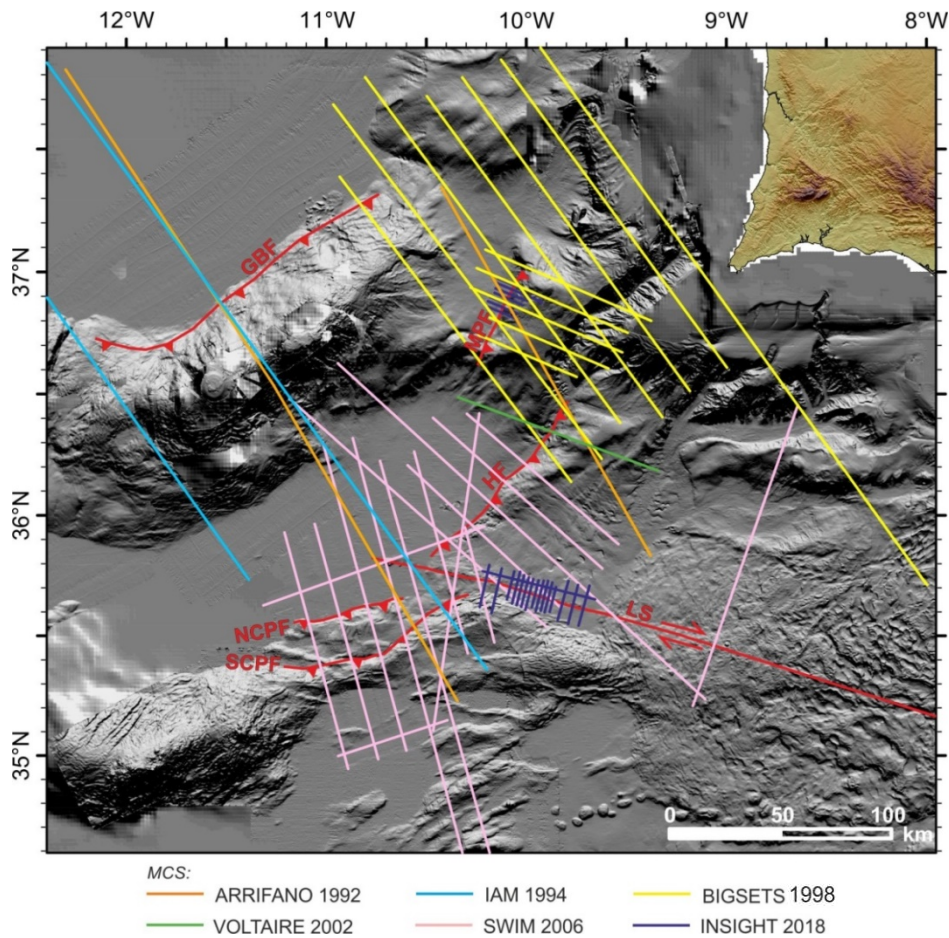 12°W 11°W 10°W 9°W 8°W
37°N
36°N
35°N
GBF
MPF
HF
NCPF
SCPF
LS
0 50 100
km
MCS:
ARRIFANO 1992 IAM 1994 BIGSETS 1998
VOLTAIRE 2002 SWIM 2006 INSIGHT 2018